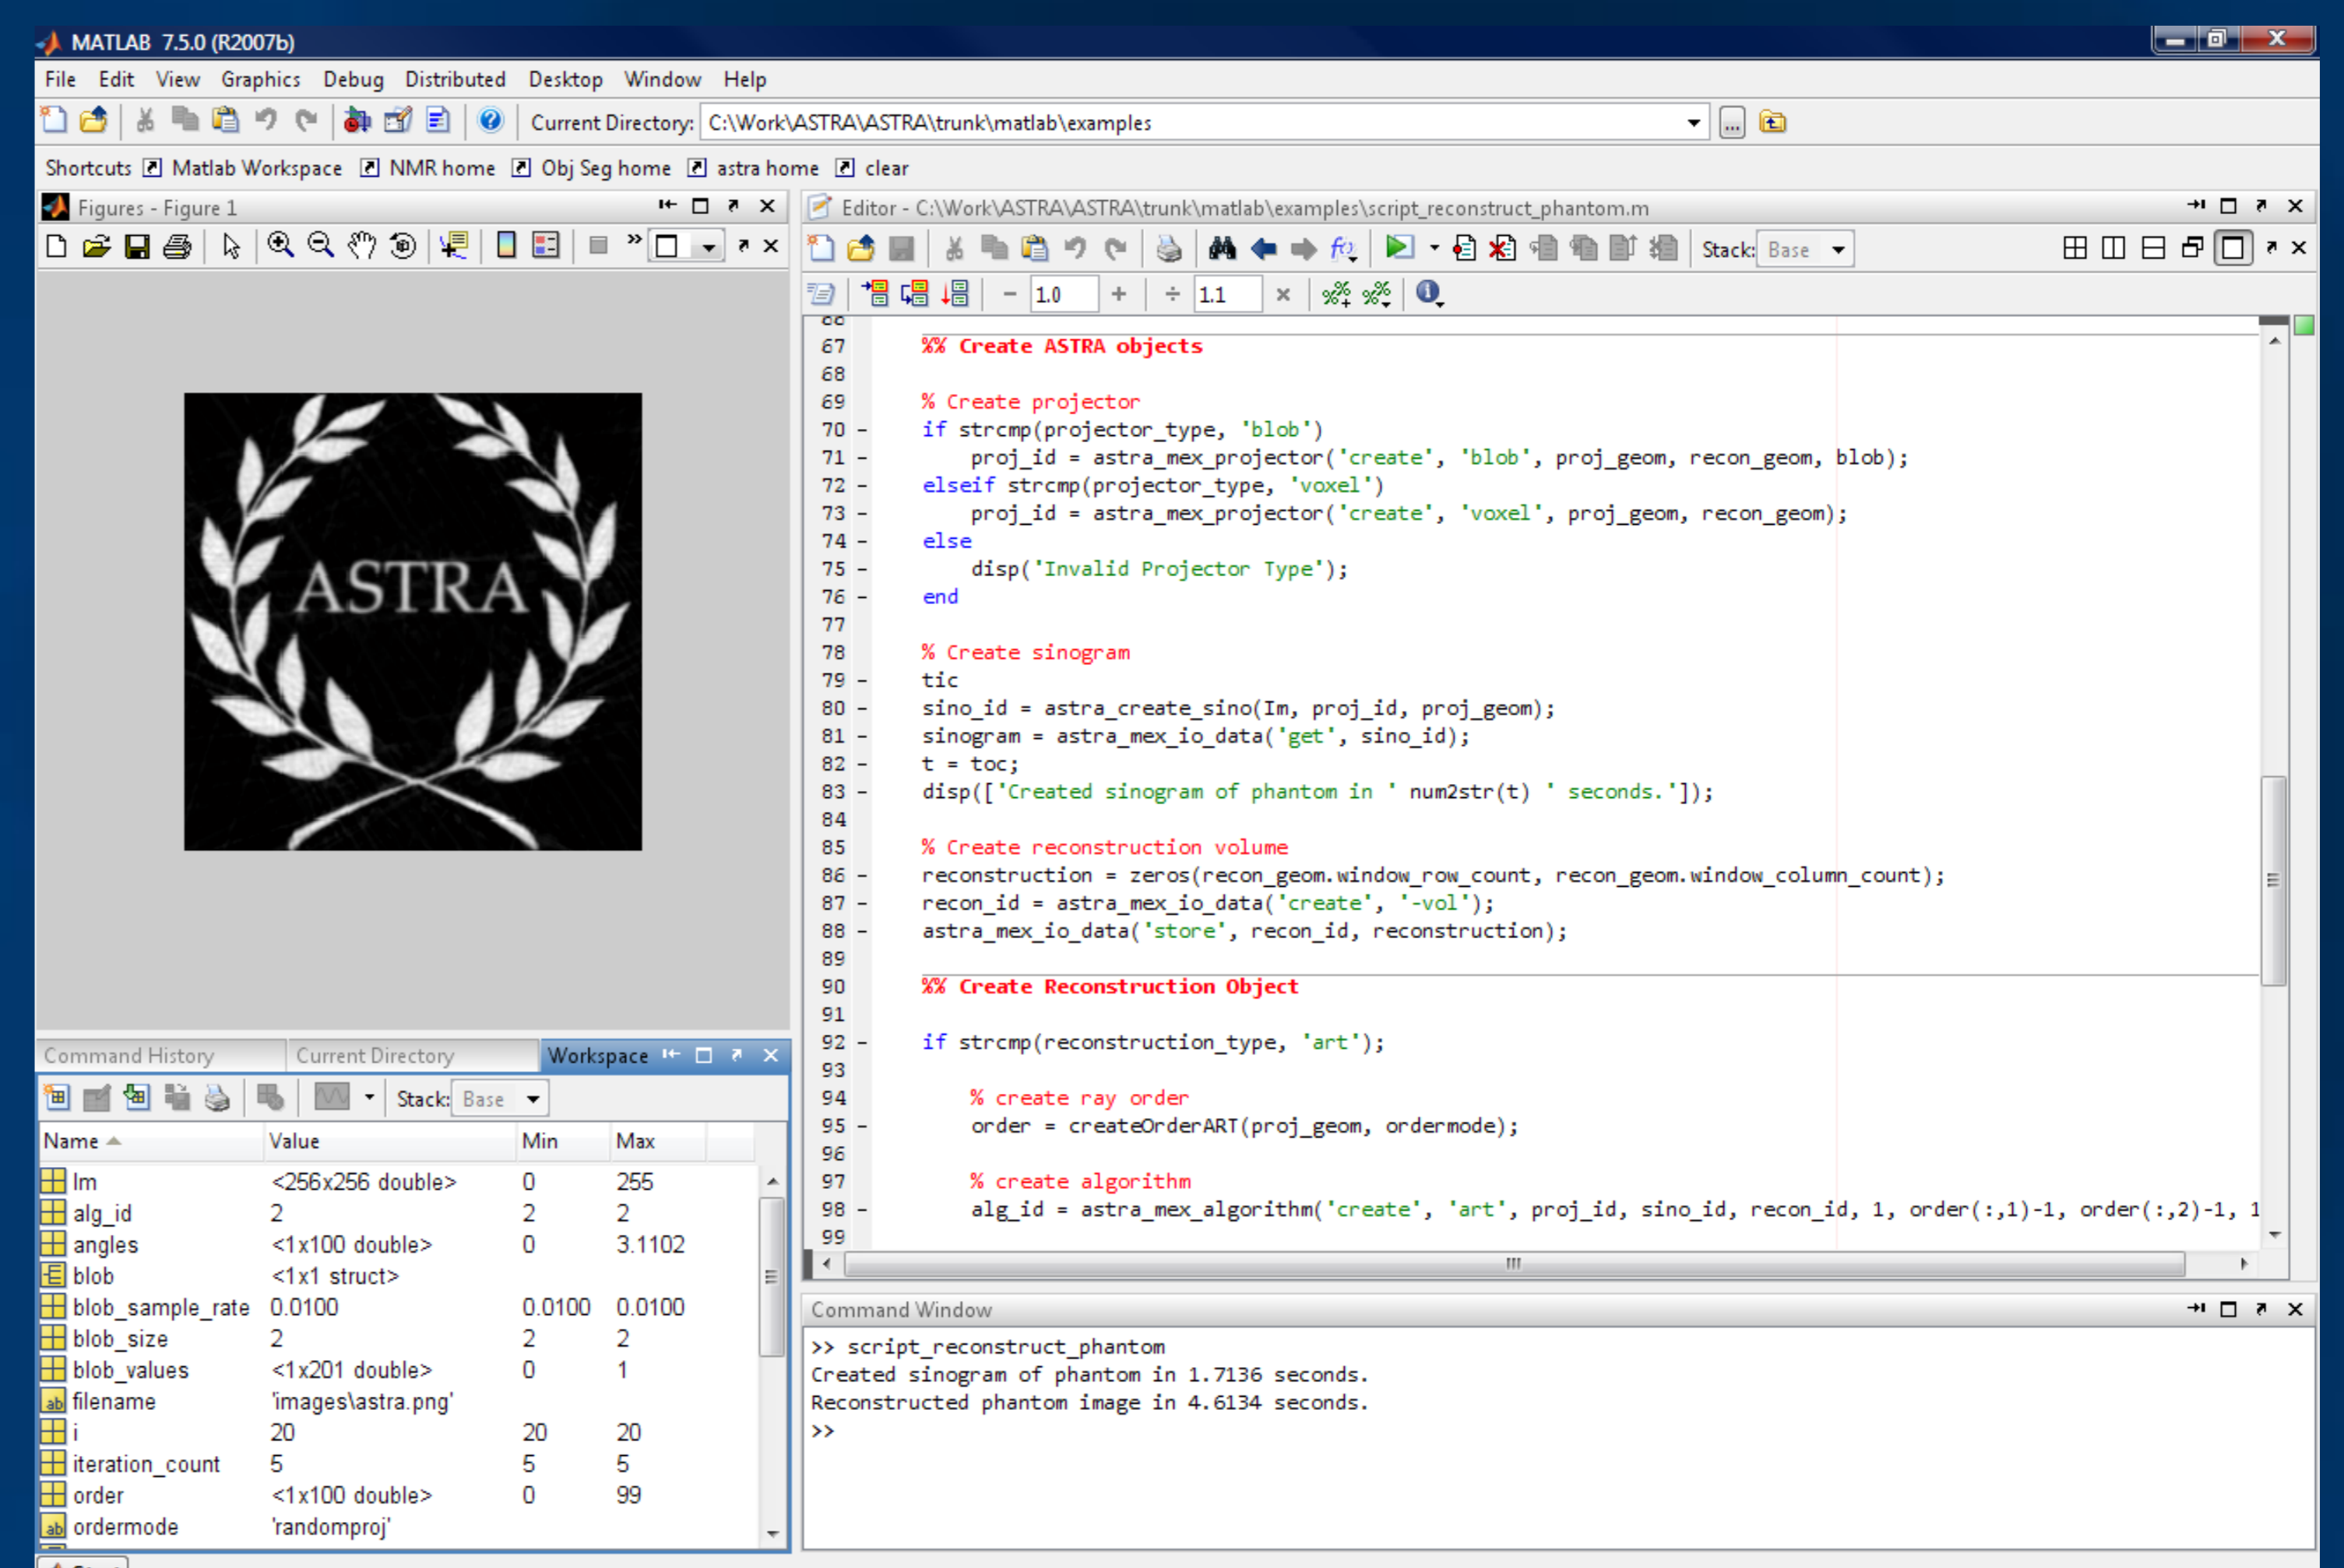 MATLAB 7.5.0 (R2007b)
File Edit View Graphics Debug Distributed Desktop Window Help
Current Directory: C:\Work\ASTRA\ASTRA\trunk\matlab\examples
Shortcuts Matlab Workspace NMR home Obj Seg home astra home clear
Figures - Figure 1
ASTRA
Command History Current Directory Workspace
Stack: Base
Name Value Min Max
Im <256x256 double> 0 255
alg_id 2 2 2
angles <1x100 double> 0 3.1102
blob <1x1 struct>
blob_sample_rate 0.0100 0.0100 0.0100
blob_size 2 2 2
blob_values <1x201 double> 0 1
filename 'images\astra.png'
i 20 20 20
iteration_count 5 5 5
order <1x100 double> 0 99
ordermode 'randomproj'
Editor - C:\Work\ASTRA\ASTRA\trunk\matlab\examples\script_reconstruct_phantom.m
Stack: Base
- 1.0 + ÷ 1.1 ×
67 %% Create ASTRA objects
68
69 % Create projector
70 - if strcmp(projector_type, 'blob')
71 - proj_id = astra_mex_projector('create', 'blob', proj_geom, recon_geom, blob);
72 - elseif strcmp(projector_type, 'voxel')
73 - proj_id = astra_mex_projector('create', 'voxel', proj_geom, recon_geom);
74 - else
75 - disp('Invalid Projector Type');
76 - end
77
78 % Create sinogram
79 - tic
80 - sino_id = astra_create_sino(Im, proj_id, proj_geom);
81 - sinogram = astra_mex_io_data('get', sino_id);
82 - t = toc;
83 - disp(['Created sinogram of phantom in ' num2str(t) ' seconds.']);
84
85 % Create reconstruction volume
86 - reconstruction = zeros(recon_geom.window_row_count, recon_geom.window_column_count);
87 - recon_id = astra_mex_io_data('create', '-vol');
88 - astra_mex_io_data('store', recon_id, reconstruction);
89
90 %% Create Reconstruction Object
91
92 - if strcmp(reconstruction_type, 'art');
93
94 % create ray order
95 - order = createOrderART(proj_geom, ordermode);
96
97 % create algorithm
98 - alg_id = astra_mex_algorithm('create', 'art', proj_id, sino_id, recon_id, 1, order(:,1)-1, order(:,2)-1, 1
99
Command Window
>> script_reconstruct_phantom
Created sinogram of phantom in 1.7136 seconds.
Reconstructed phantom image in 4.6134 seconds.
>>